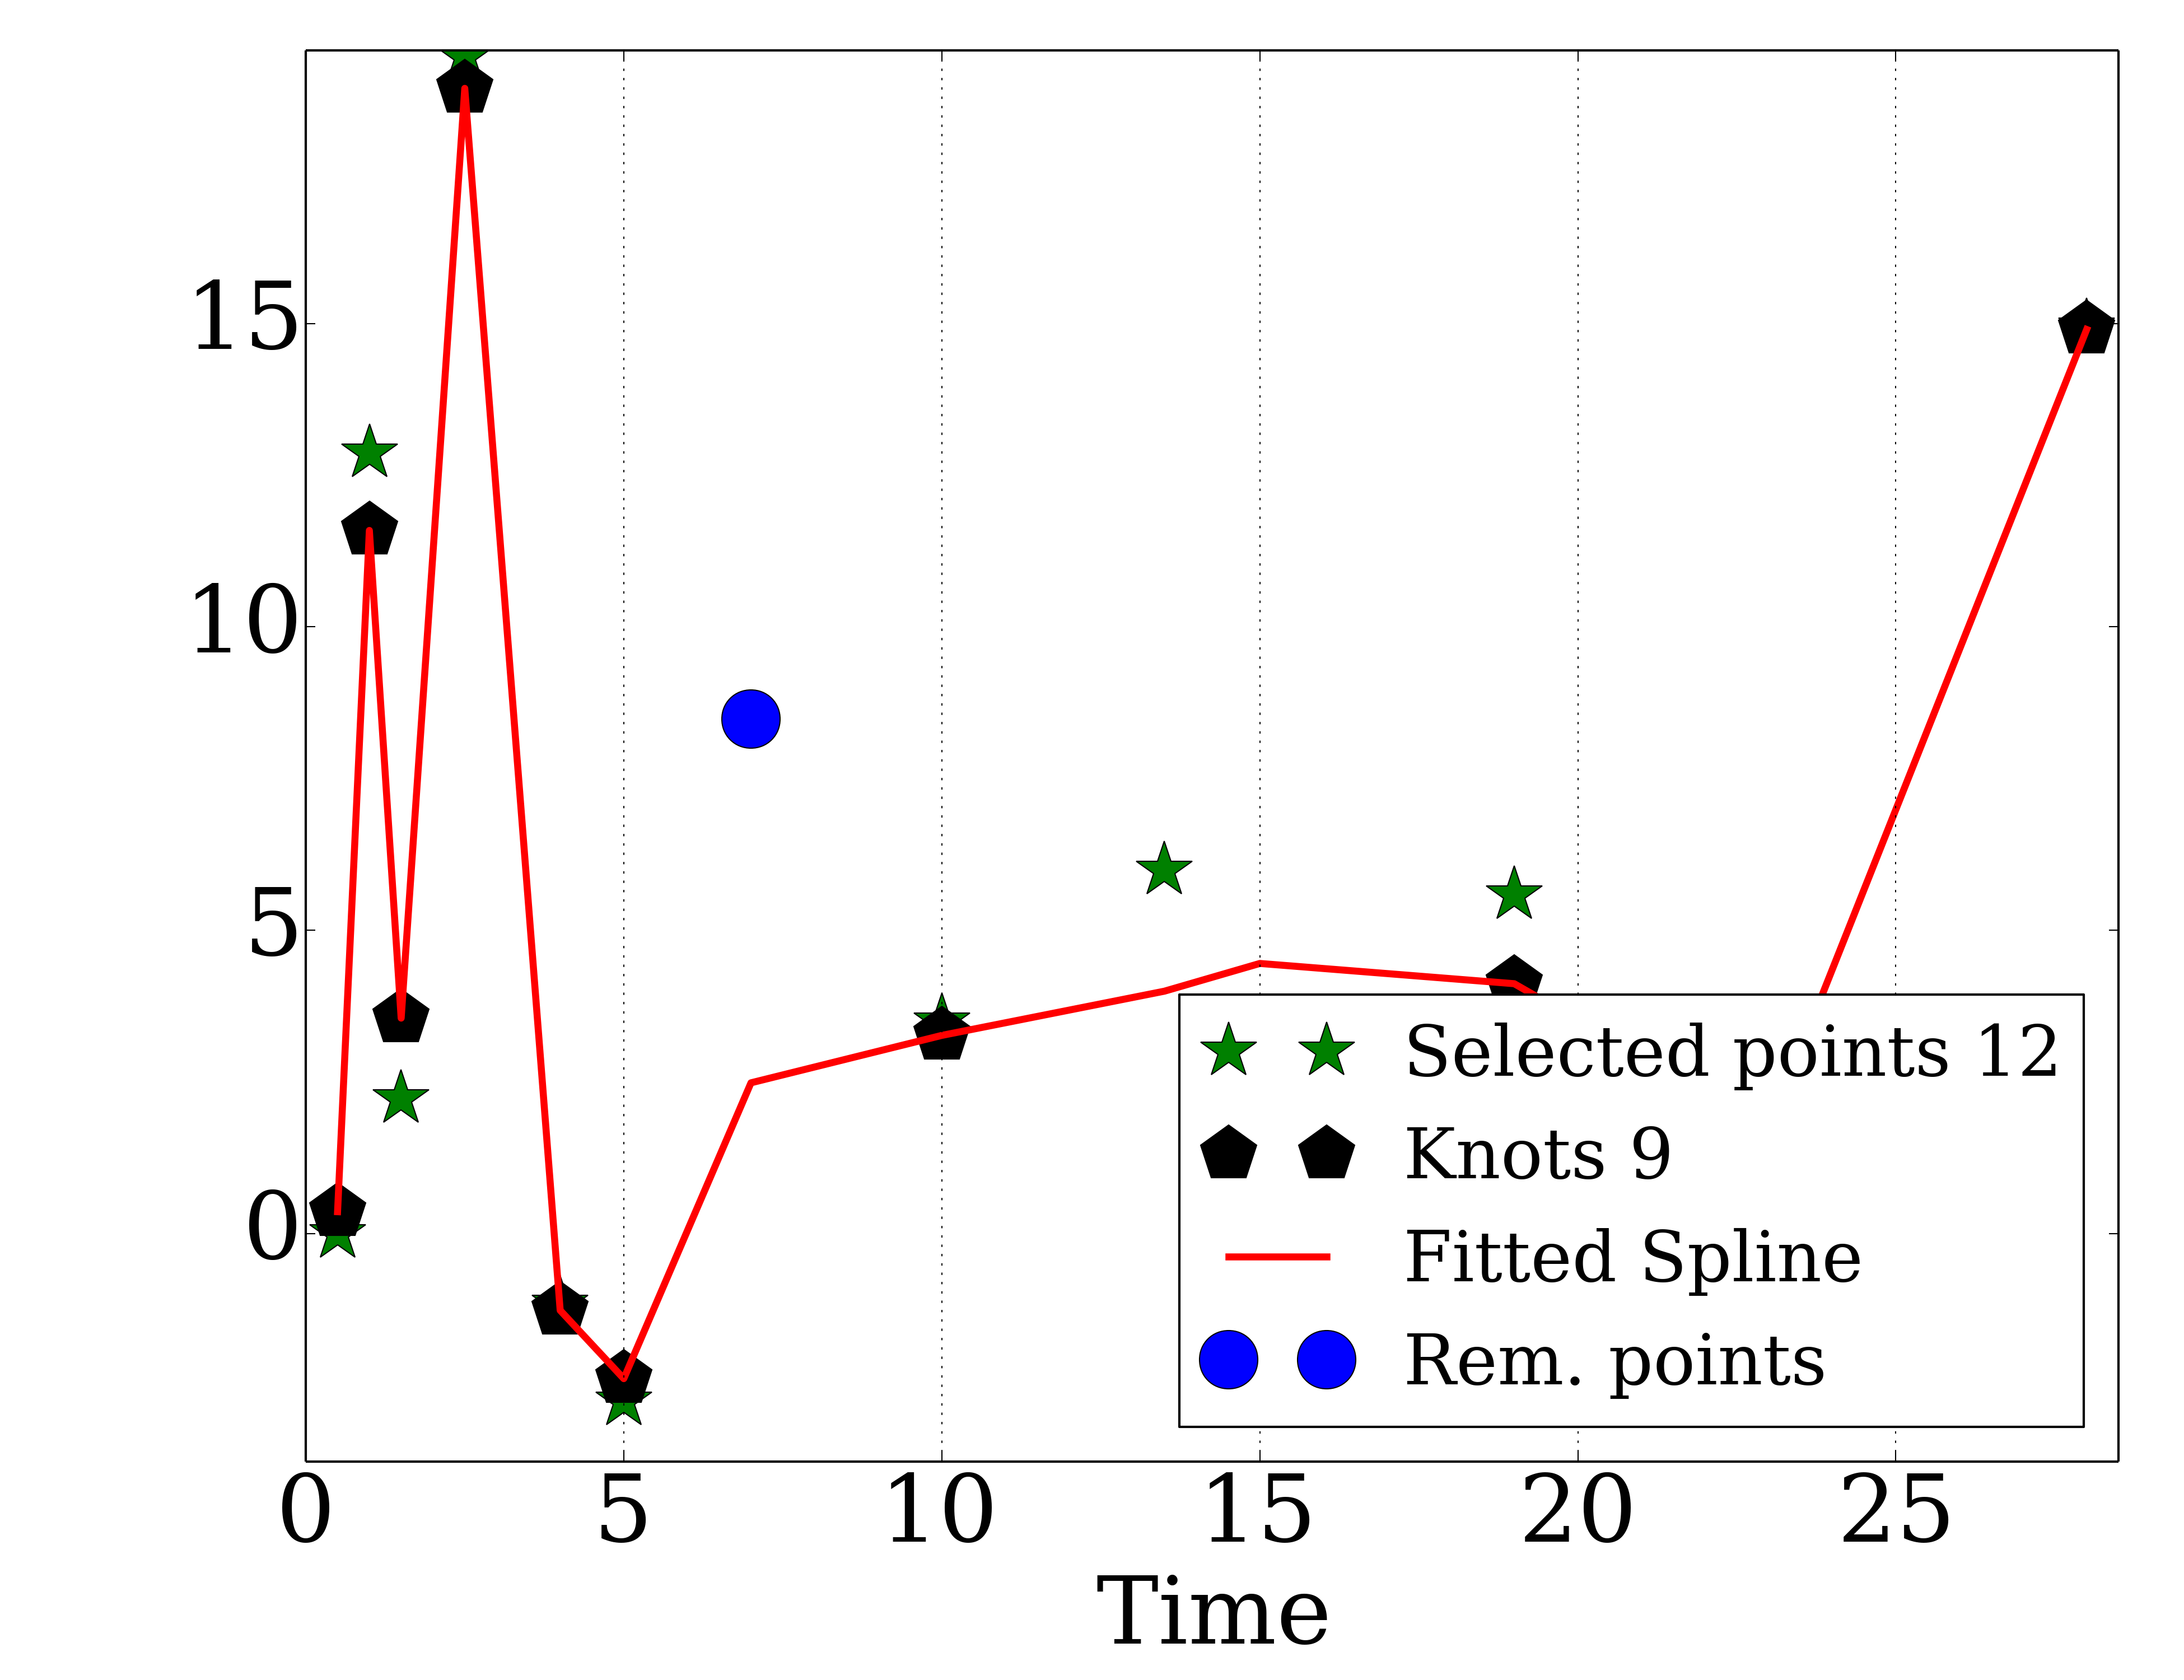 15
10
5
0
Selected points 12
Knots 9
Fitted Spline
Rem. points
0 5 10 15 20 25
Time